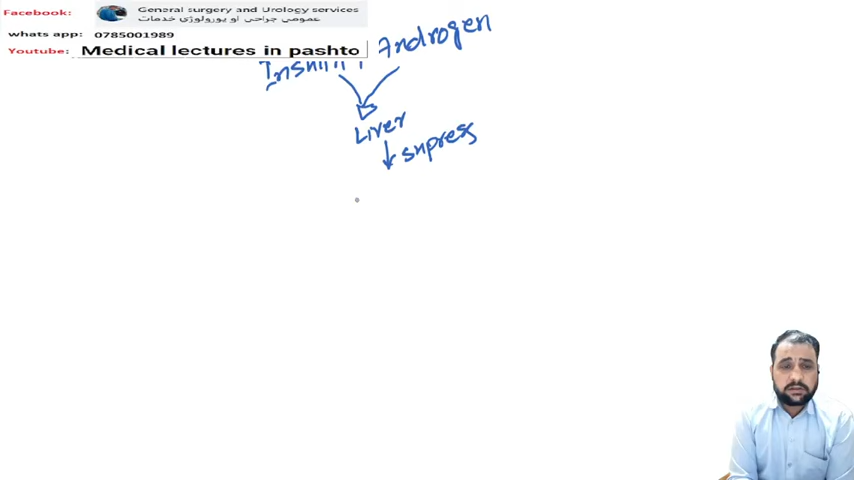 Facebook: General surgery and Urology services
عمومي جراحي او یورولوژي خدمات
whats app: 0785001989
Youtube: Medical lectures in pashto
Androgen
Liver
supress